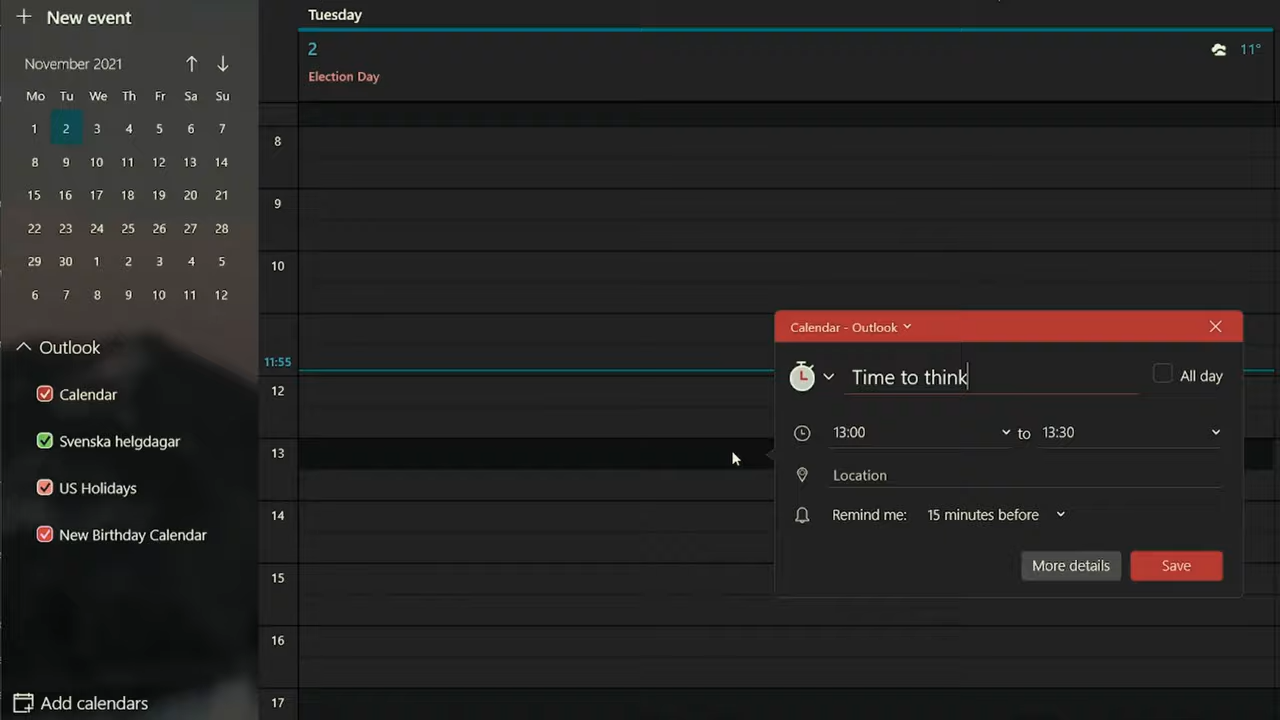 New event
November 2021
Mo Tu We Th Fr Sa Su
1 2 3 4 5 6 7
8 9 10 11 12 13 14
15 16 17 18 19 20 21
22 23 24 25 26 27 28
29 30 1 2 3 4 5
6 7 8 9 10 11 12
Outlook
Calendar
Svenska helgdagar
US Holidays
New Birthday Calendar
Add calendars
Tuesday
2
11°
Election Day
8
9
10
11:55
12
13
14
15
16
17
Calendar - Outlook
Time to think
All day
13:00 to 13:30
Location
Remind me: 15 minutes before
More details Save